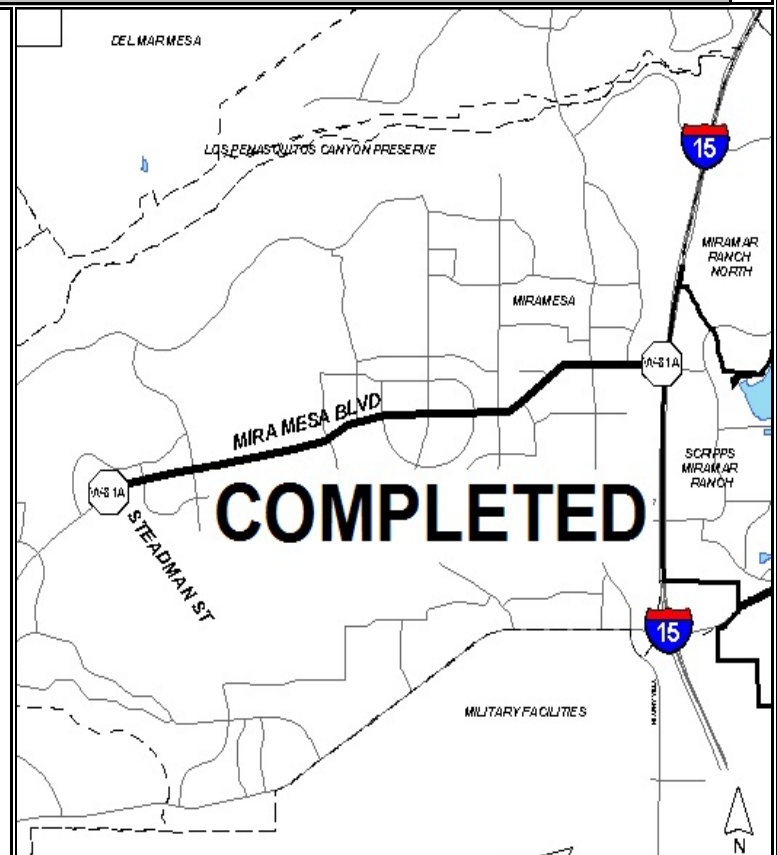 DEL MAR MESA
LOS PENASQUITOS CANYON PRESERVE
15
MIRAMAR
RANCH
NORTH
MIRA MESA
W-81A
MIRA MESA BLVD
SCRIPPS
MIRAMAR
RANCH
W-81A
COMPLETED
STEADMAN ST
15
MILITARY FACILITIES
N